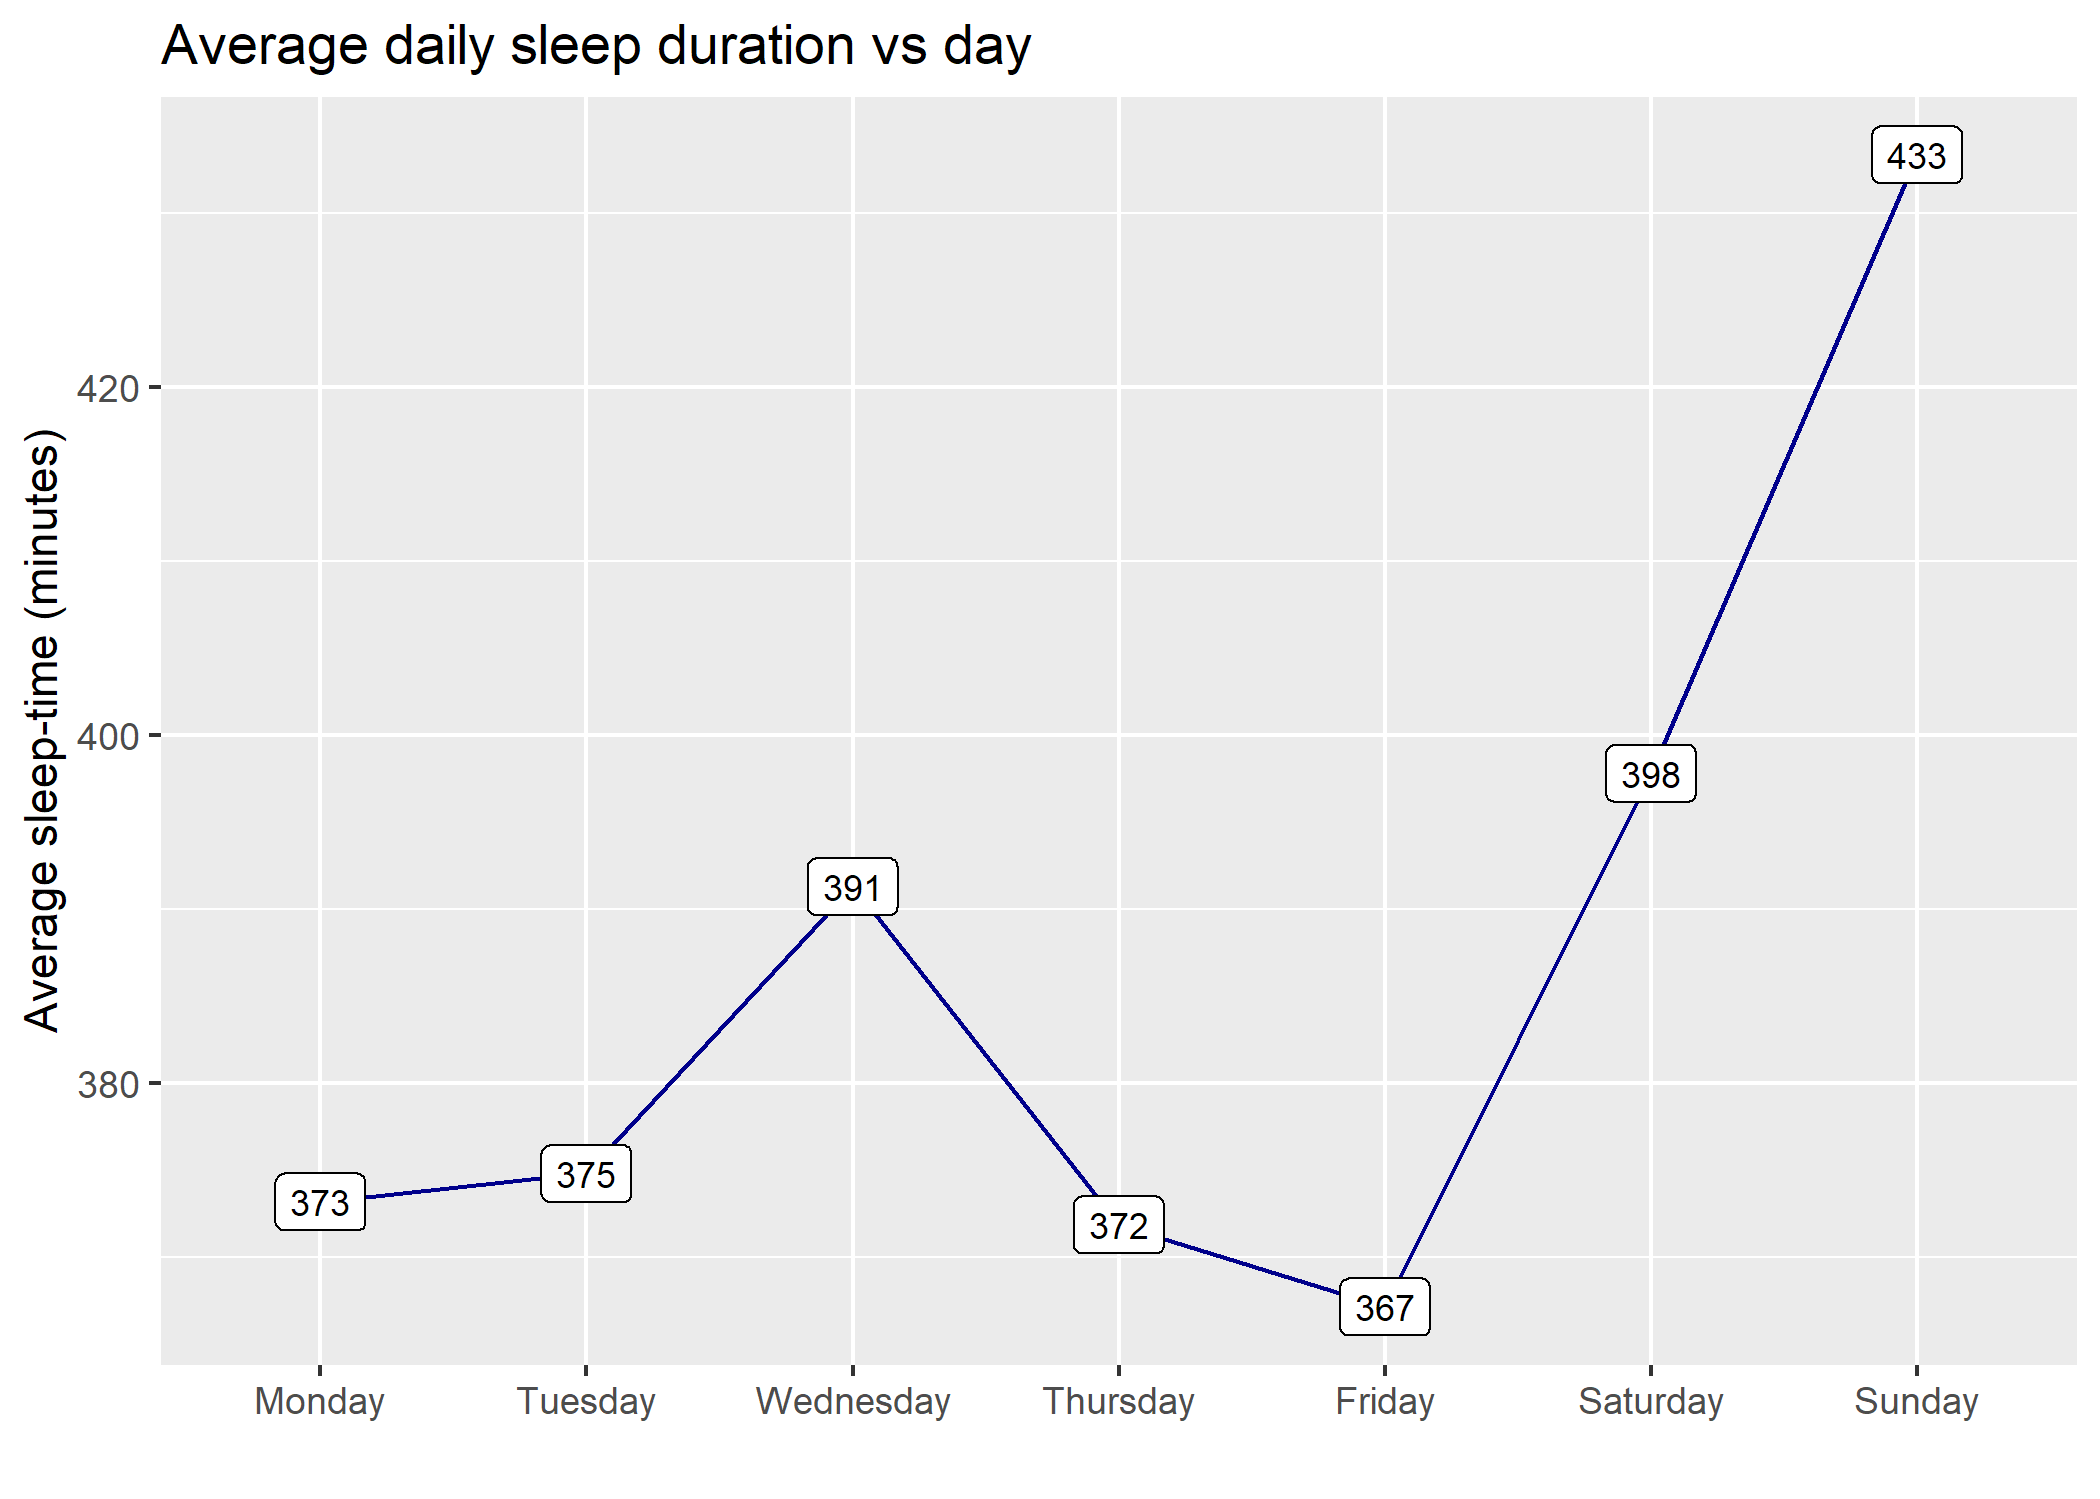 Average daily sleep duration vs day
Average sleep-time (minutes)
420
400
380
373
375
391
372
367
398
433
Monday
Tuesday
Wednesday
Thursday
Friday
Saturday
Sunday